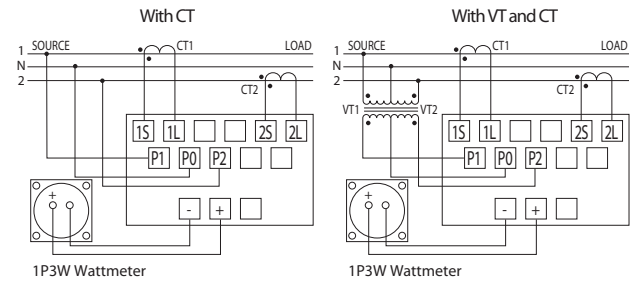 With CT
With VT and CT
1 SOURCE CT1 LOAD
N
2
CT2
1S 1L 2S 2L
P1 P0 P2
- +
+
1P3W Wattmeter
1 SOURCE CT1 LOAD
N
2
CT2
VT1 VT2
1S 1L 2S 2L
P1 P0 P2
- +
+
1P3W Wattmeter